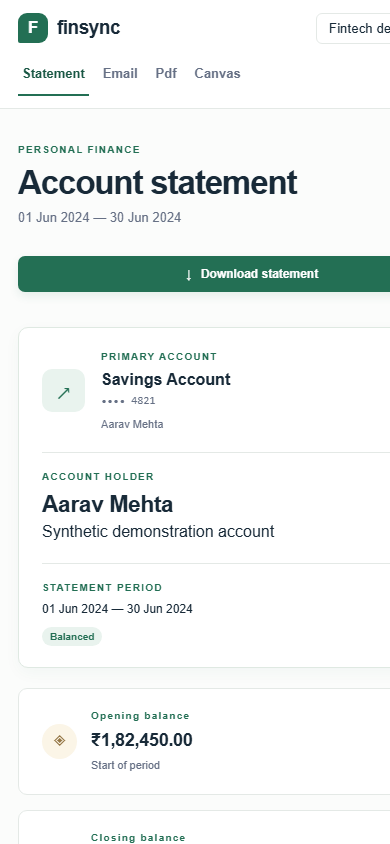 F finsync
Fintech de
Statement Email Pdf Canvas
PERSONAL FINANCE
Account statement
01 Jun 2024 — 30 Jun 2024
↓ Download statement
PRIMARY ACCOUNT
Savings Account
•••• 4821
Aarav Mehta
ACCOUNT HOLDER
Aarav Mehta
Synthetic demonstration account
STATEMENT PERIOD
01 Jun 2024 — 30 Jun 2024
Balanced
Opening balance
₹1,82,450.00
Start of period
Closing balance